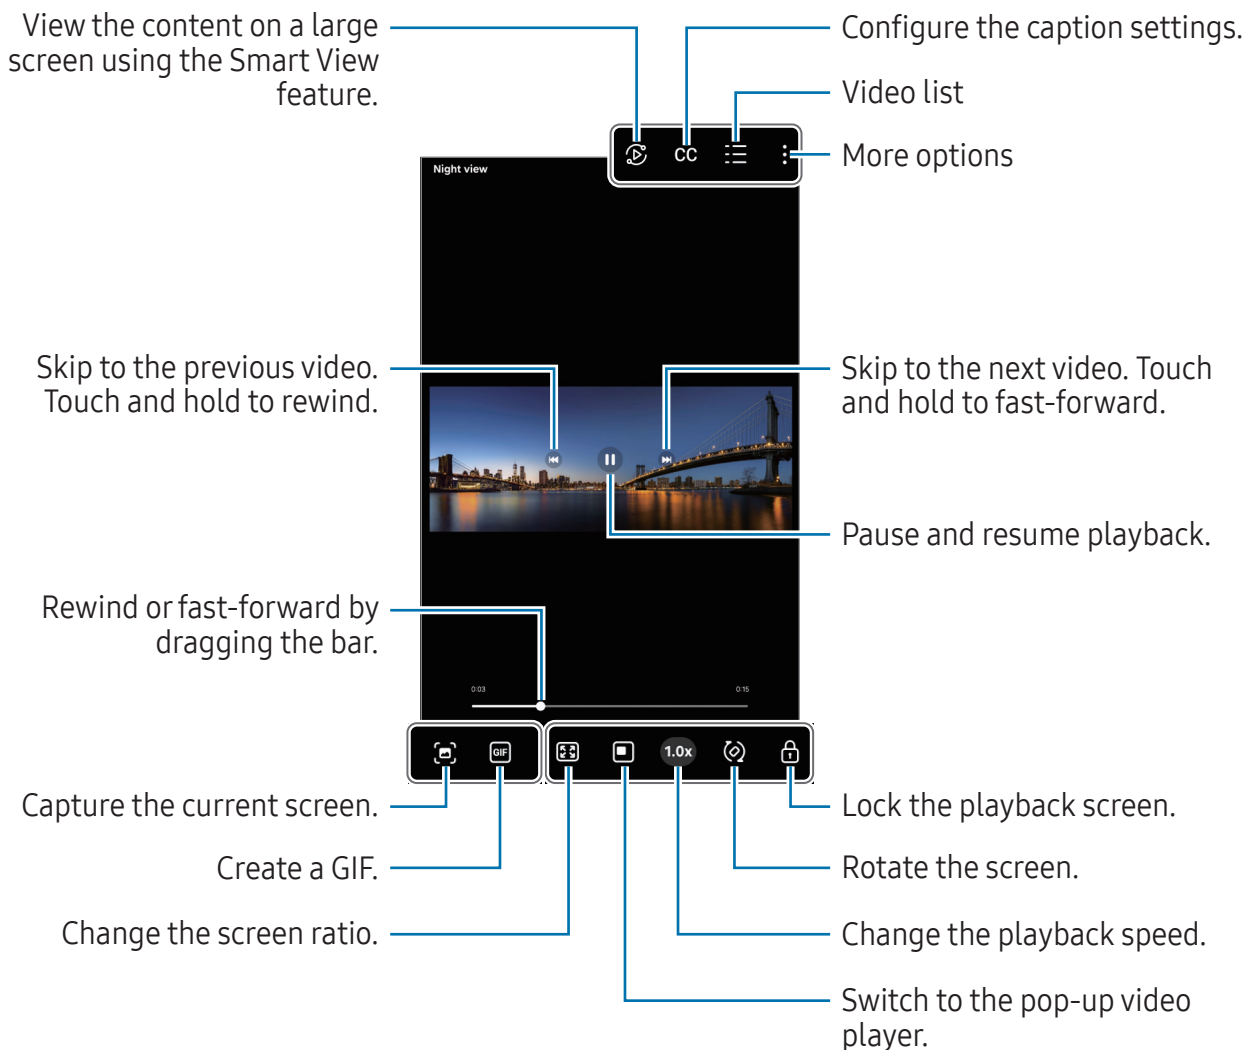 View the content on a large
screen using the Smart View
feature.
Configure the caption settings.
Video list
More options
CC
Night view
Skip to the previous video.
Touch and hold to rewind.
Skip to the next video. Touch
and hold to fast-forward.
Pause and resume playback.
Rewind or fast-forward by
dragging the bar.
0:03
0:15
GIF
1.0x
Capture the current screen.
Lock the playback screen.
Create a GIF.
Rotate the screen.
Change the screen ratio.
Change the playback speed.
Switch to the pop-up video
player.